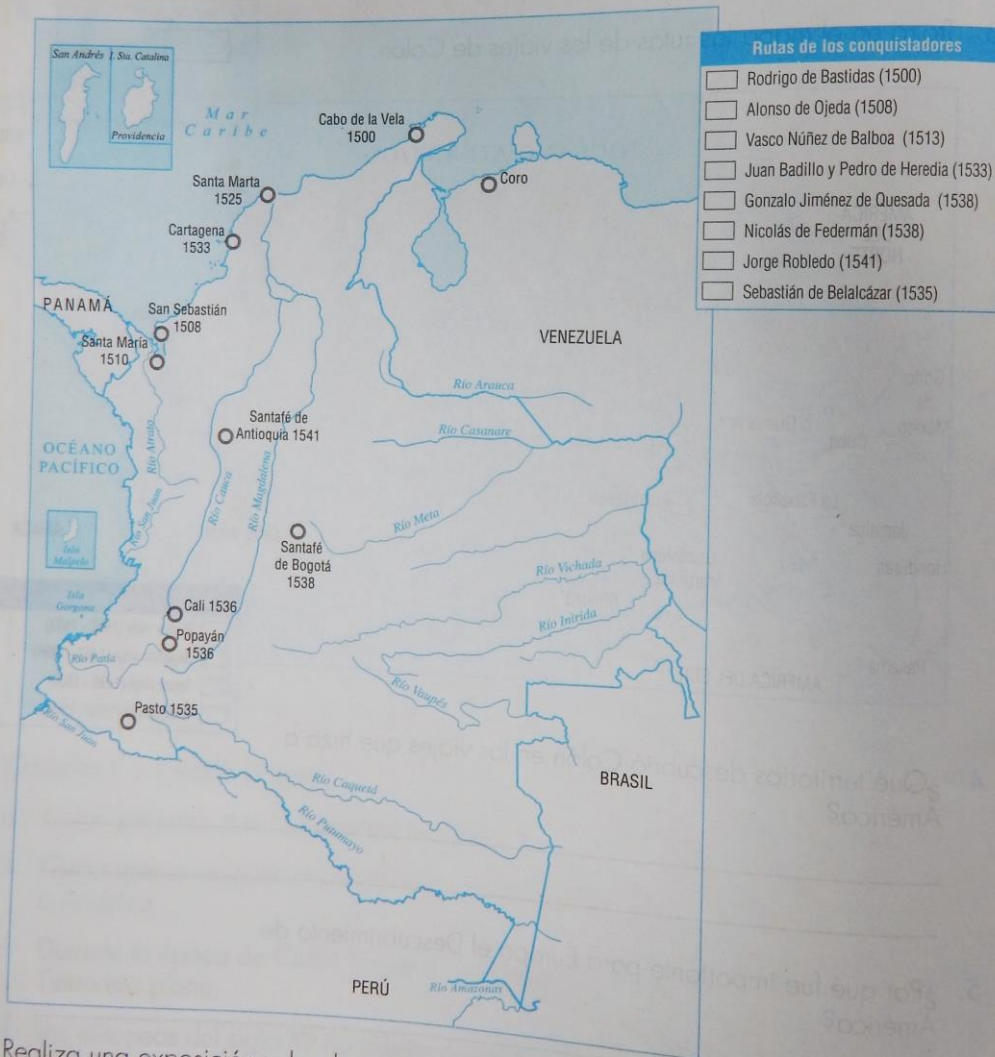 San Andrés
I. Sta. Catalina
Providencia
Mar
Caribe
Cabo de la Vela
1500
Coro
Santa Marta
1525
Cartagena
1533
PANAMÁ
San Sebastián
1508
Santa María
1510
VENEZUELA
Río Arauca
Río Casanare
Santafé de
Antioquia 1541
OCÉANO
PACÍFICO
Río Atrato
Río San Juan
Río Cauca
Río Magdalena
Río Meta
Santafé
de Bogotá
1538
Isla
Malpelo
Río Vichada
Isla
Gorgona
Río Inírida
Cali 1536
Popayán
1536
Río Patía
Río Vaupés
Pasto 1535
Río San Juan
Río Caquetá
BRASIL
Río Putumayo
PERÚ
Río Amazonas
Rutas de los conquistadores
Rodrigo de Bastidas (1500)
Alonso de Ojeda (1508)
Vasco Núñez de Balboa (1513)
Juan Badillo y Pedro de Heredia (1533)
Gonzalo Jiménez de Quesada (1538)
Nicolás de Federmán (1538)
Jorge Robledo (1541)
Sebastián de Belalcázar (1535)
Realiza una exposición